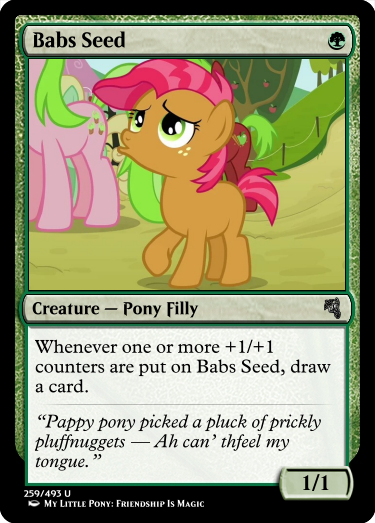 Babs Seed
Creature — Pony Filly
Whenever one or more +1/+1
counters are put on Babs Seed, draw
a card.
“Pappy pony picked a pluck of prickly
pluffnuggets — Ah can’ thfeel my
tongue.”
1/1
259/493 U
My Little Pony: Friendship Is Magic